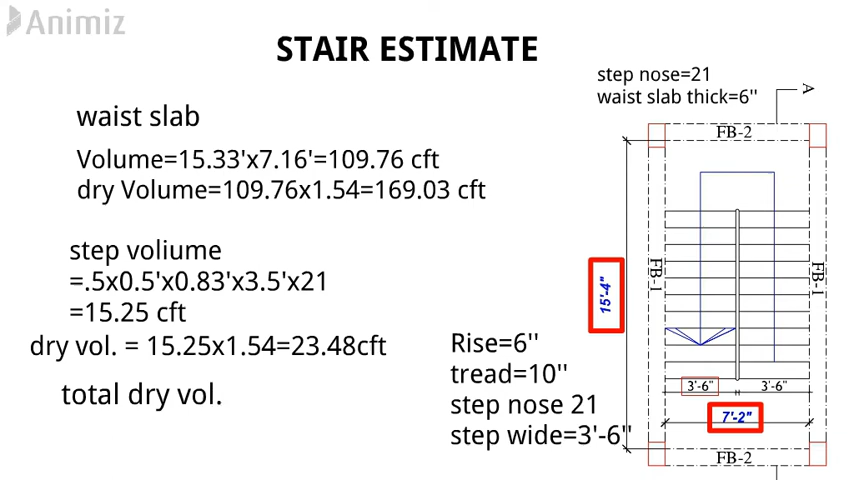 Animiz
STAIR ESTIMATE
step nose=21
waist slab thick=6''
A
waist slab
FB-2
Volume=15.33'x7.16'=109.76 cft
dry Volume=109.76x1.54=169.03 cft
step voliume
=.5x0.5'x0.83'x3.5'x21
=15.25 cft
FB-1
FB-1
15'-4"
dry vol. = 15.25x1.54=23.48cft
Rise=6''
tread=10''
step nose 21
step wide=3'-6''
total dry vol.
3'-6"
3'-6"
7'-2"
FB-2